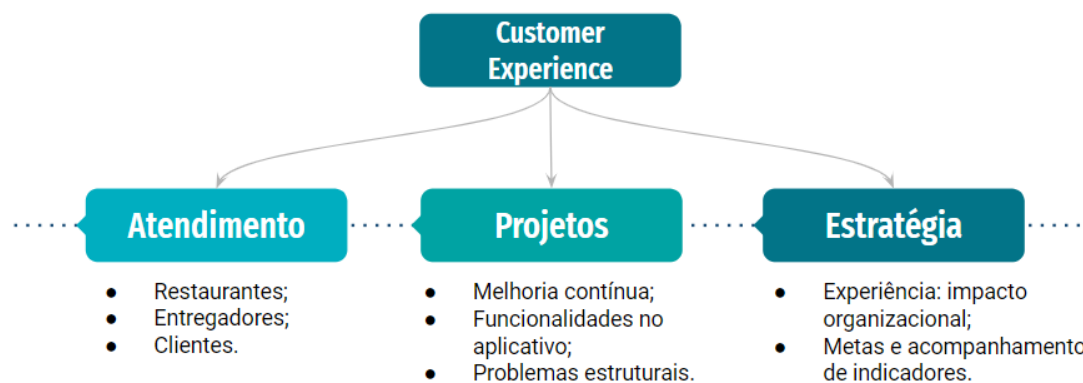 Customer
Experience
Atendimento
● Restaurantes;
● Entregadores;
● Clientes.
Projetos
● Melhoria contínua;
● Funcionalidades no
aplicativo;
● Problemas estruturais.
Estratégia
● Experiência: impacto
organizacional;
● Metas e acompanhamento
de indicadores.